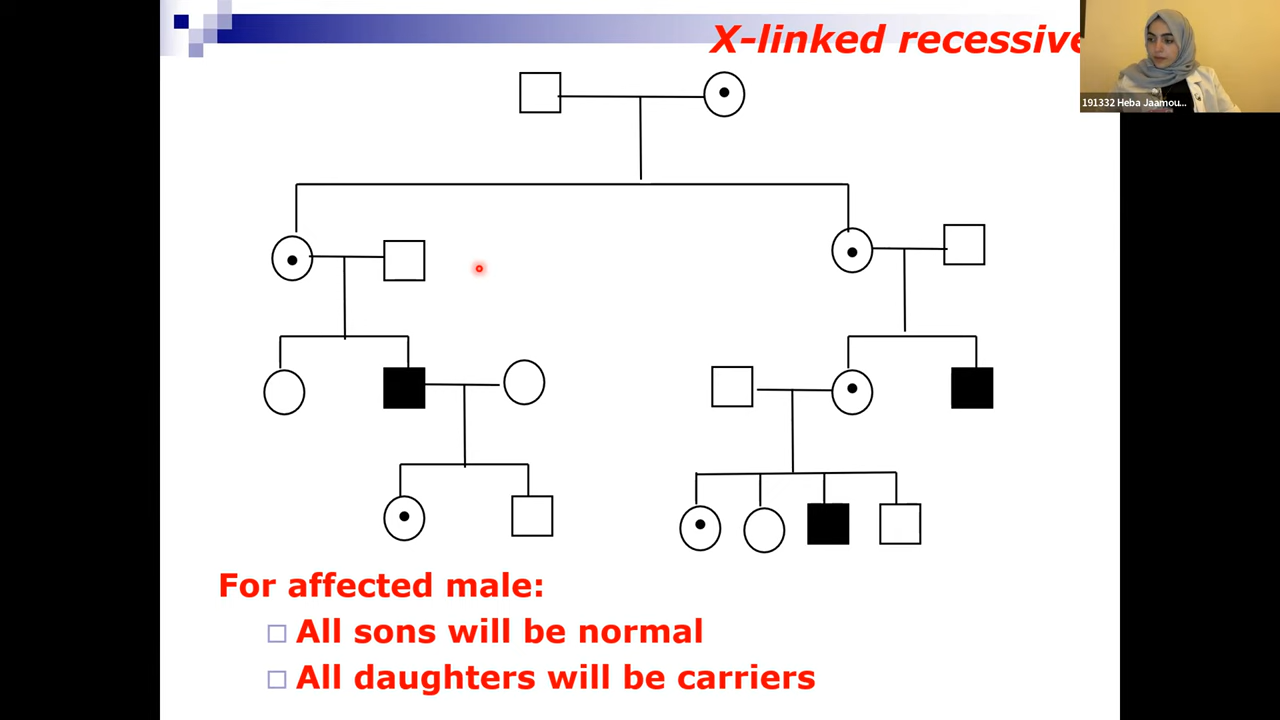 X-linked recessive
191332 Heba Jaamou...
For affected male:
All sons will be normal
All daughters will be carriers